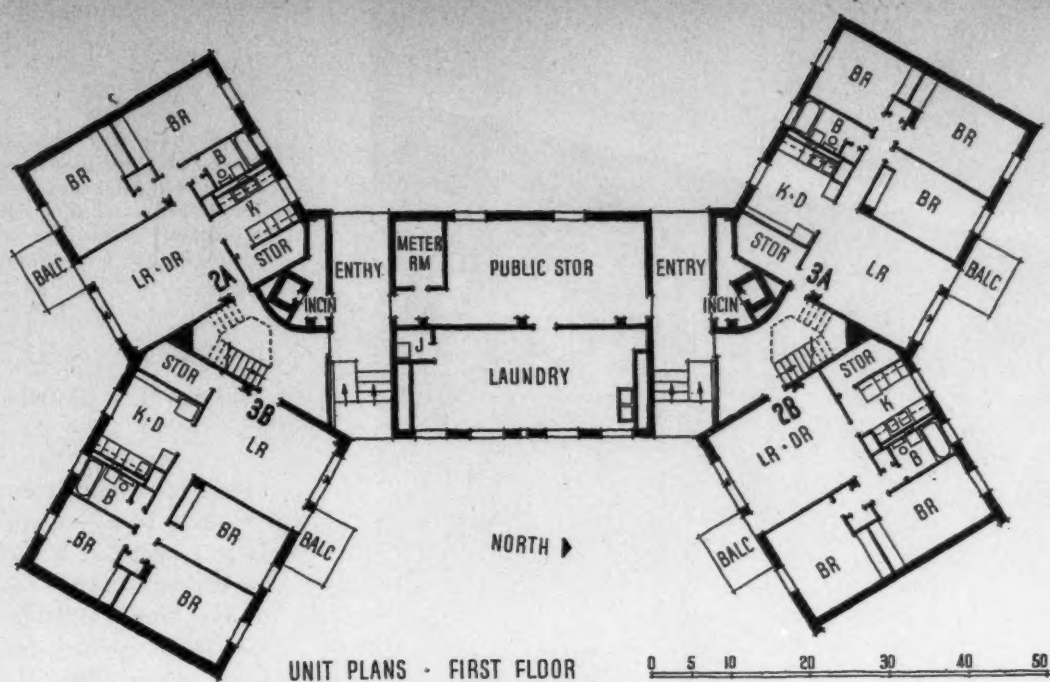 BR
BR
B
K
BALC
LR-DR
2A
STOR
INCIN
ENTRY
METER
RM
PUBLIC STOR
ENTRY
INCIN
BR
BR
B
K-D
BR
STOR
LR
3A
BALC
J
LAUNDRY
STOR
K-D
3B
LR
B
BR
BR
BR
BALC
2B
STOR
K
LR-DR
B
BR
BR
BALC
NORTH
UNIT PLANS - FIRST FLOOR
0 5 10 20 30 40 50